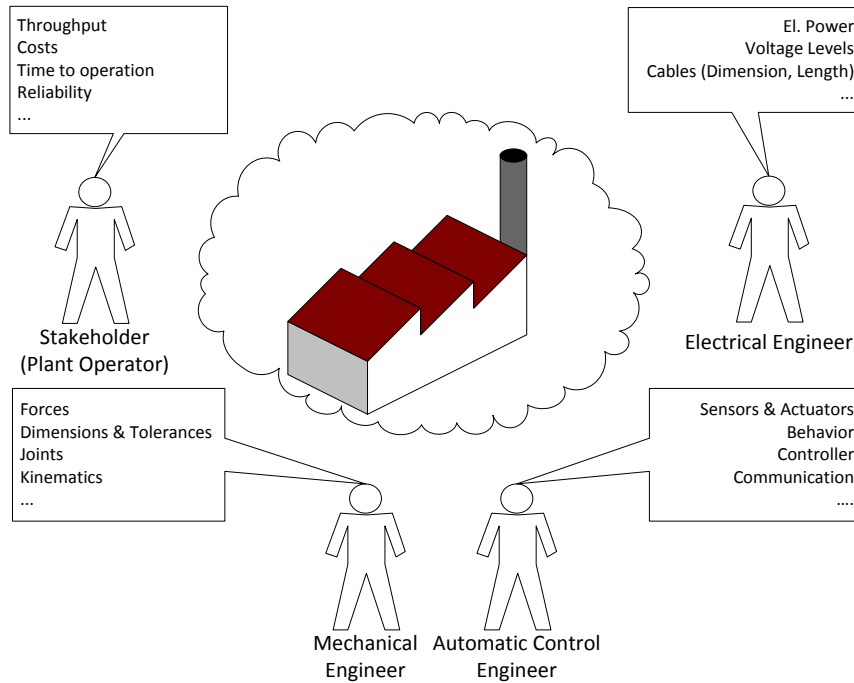 Throughput
Costs
Time to operation
Reliability
...
El. Power
Voltage Levels
Cables (Dimension, Length)
...
Stakeholder
(Plant Operator)
Electrical Engineer
Forces
Dimensions & Tolerances
Joints
Kinematics
...
Sensors & Actuators
Behavior
Controller
Communication
....
Mechanical
Engineer
Automatic Control
Engineer